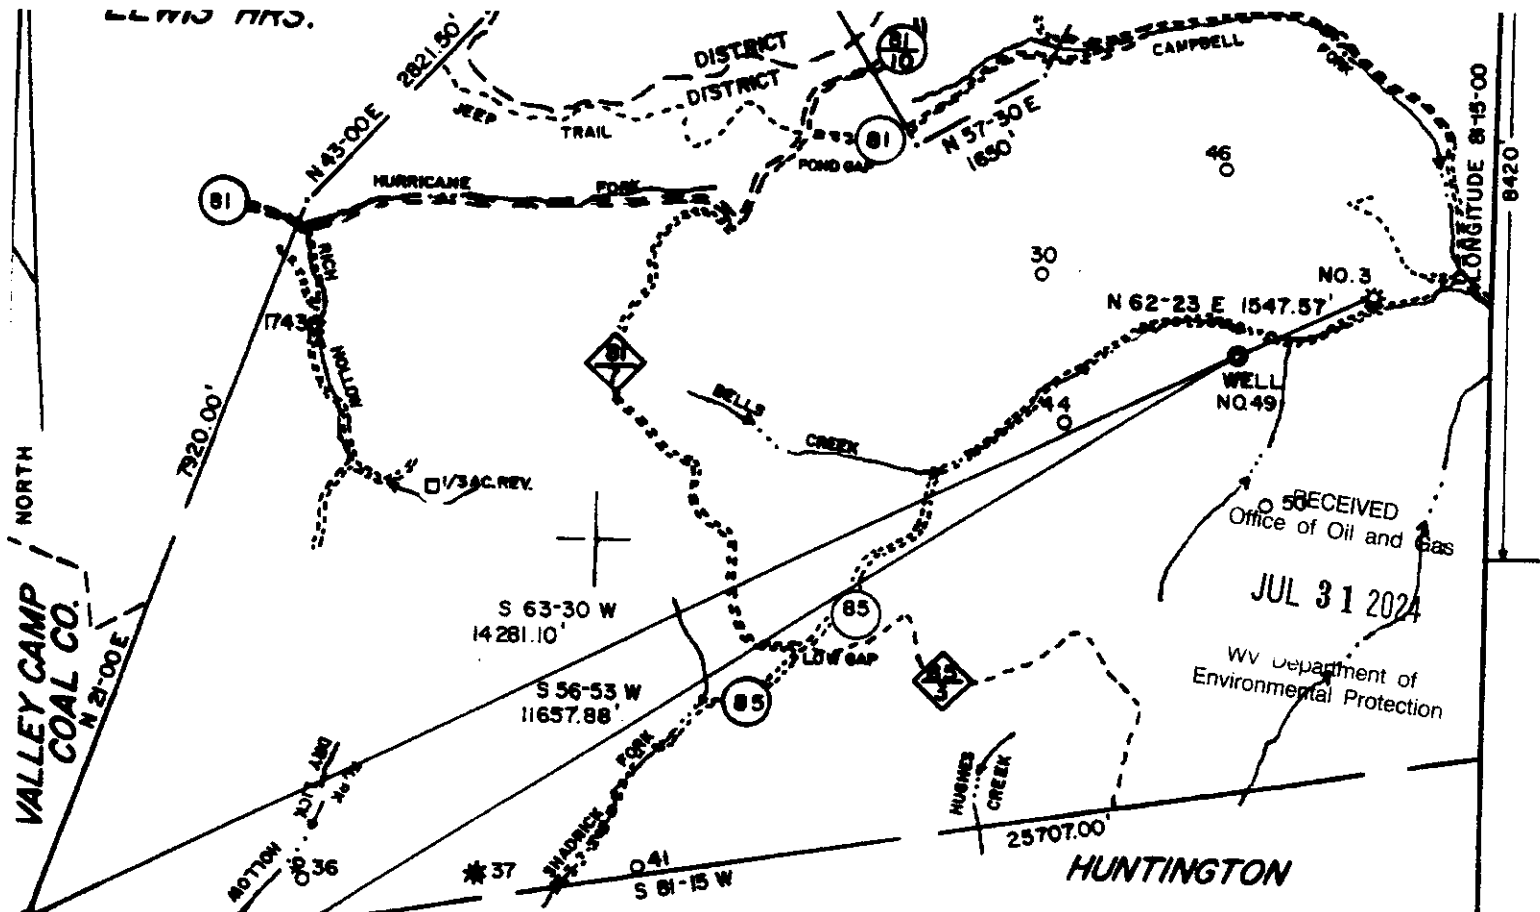 LEWIS HRS.
2821.50'
N 43-00 E
DISTRICT
DISTRICT
JEEP
TRAIL
81
10
81
POND GAP
N 57-30 E
1650'
CAMPBELL
FORK
LONGITUDE 81-15-00
8420'
81
HURRICANE
FORK
RICH
HOLLOW
1743
46
30
NO. 3
N 62-23 E 1547.57'
WELL
NO.49
81
7
BELLS
CREEK
44
7920.00'
NORTH
1/3 AC. REV.
50
RECEIVED
Office of Oil and Gas
JUL 31 2024
WV Department of
Environmental Protection
VALLEY CAMP
COAL CO.
N 21-00 E
S 63-30 W
14281.10'
85
LOW GAP
S 56-53 W
11657.88'
85
85
3
FORK
SHADRICK
HUGHES
CREEK
DRY
LICK
HOLLOW
36
37
41
S 81-15 W
25707.00'
HUNTINGTON